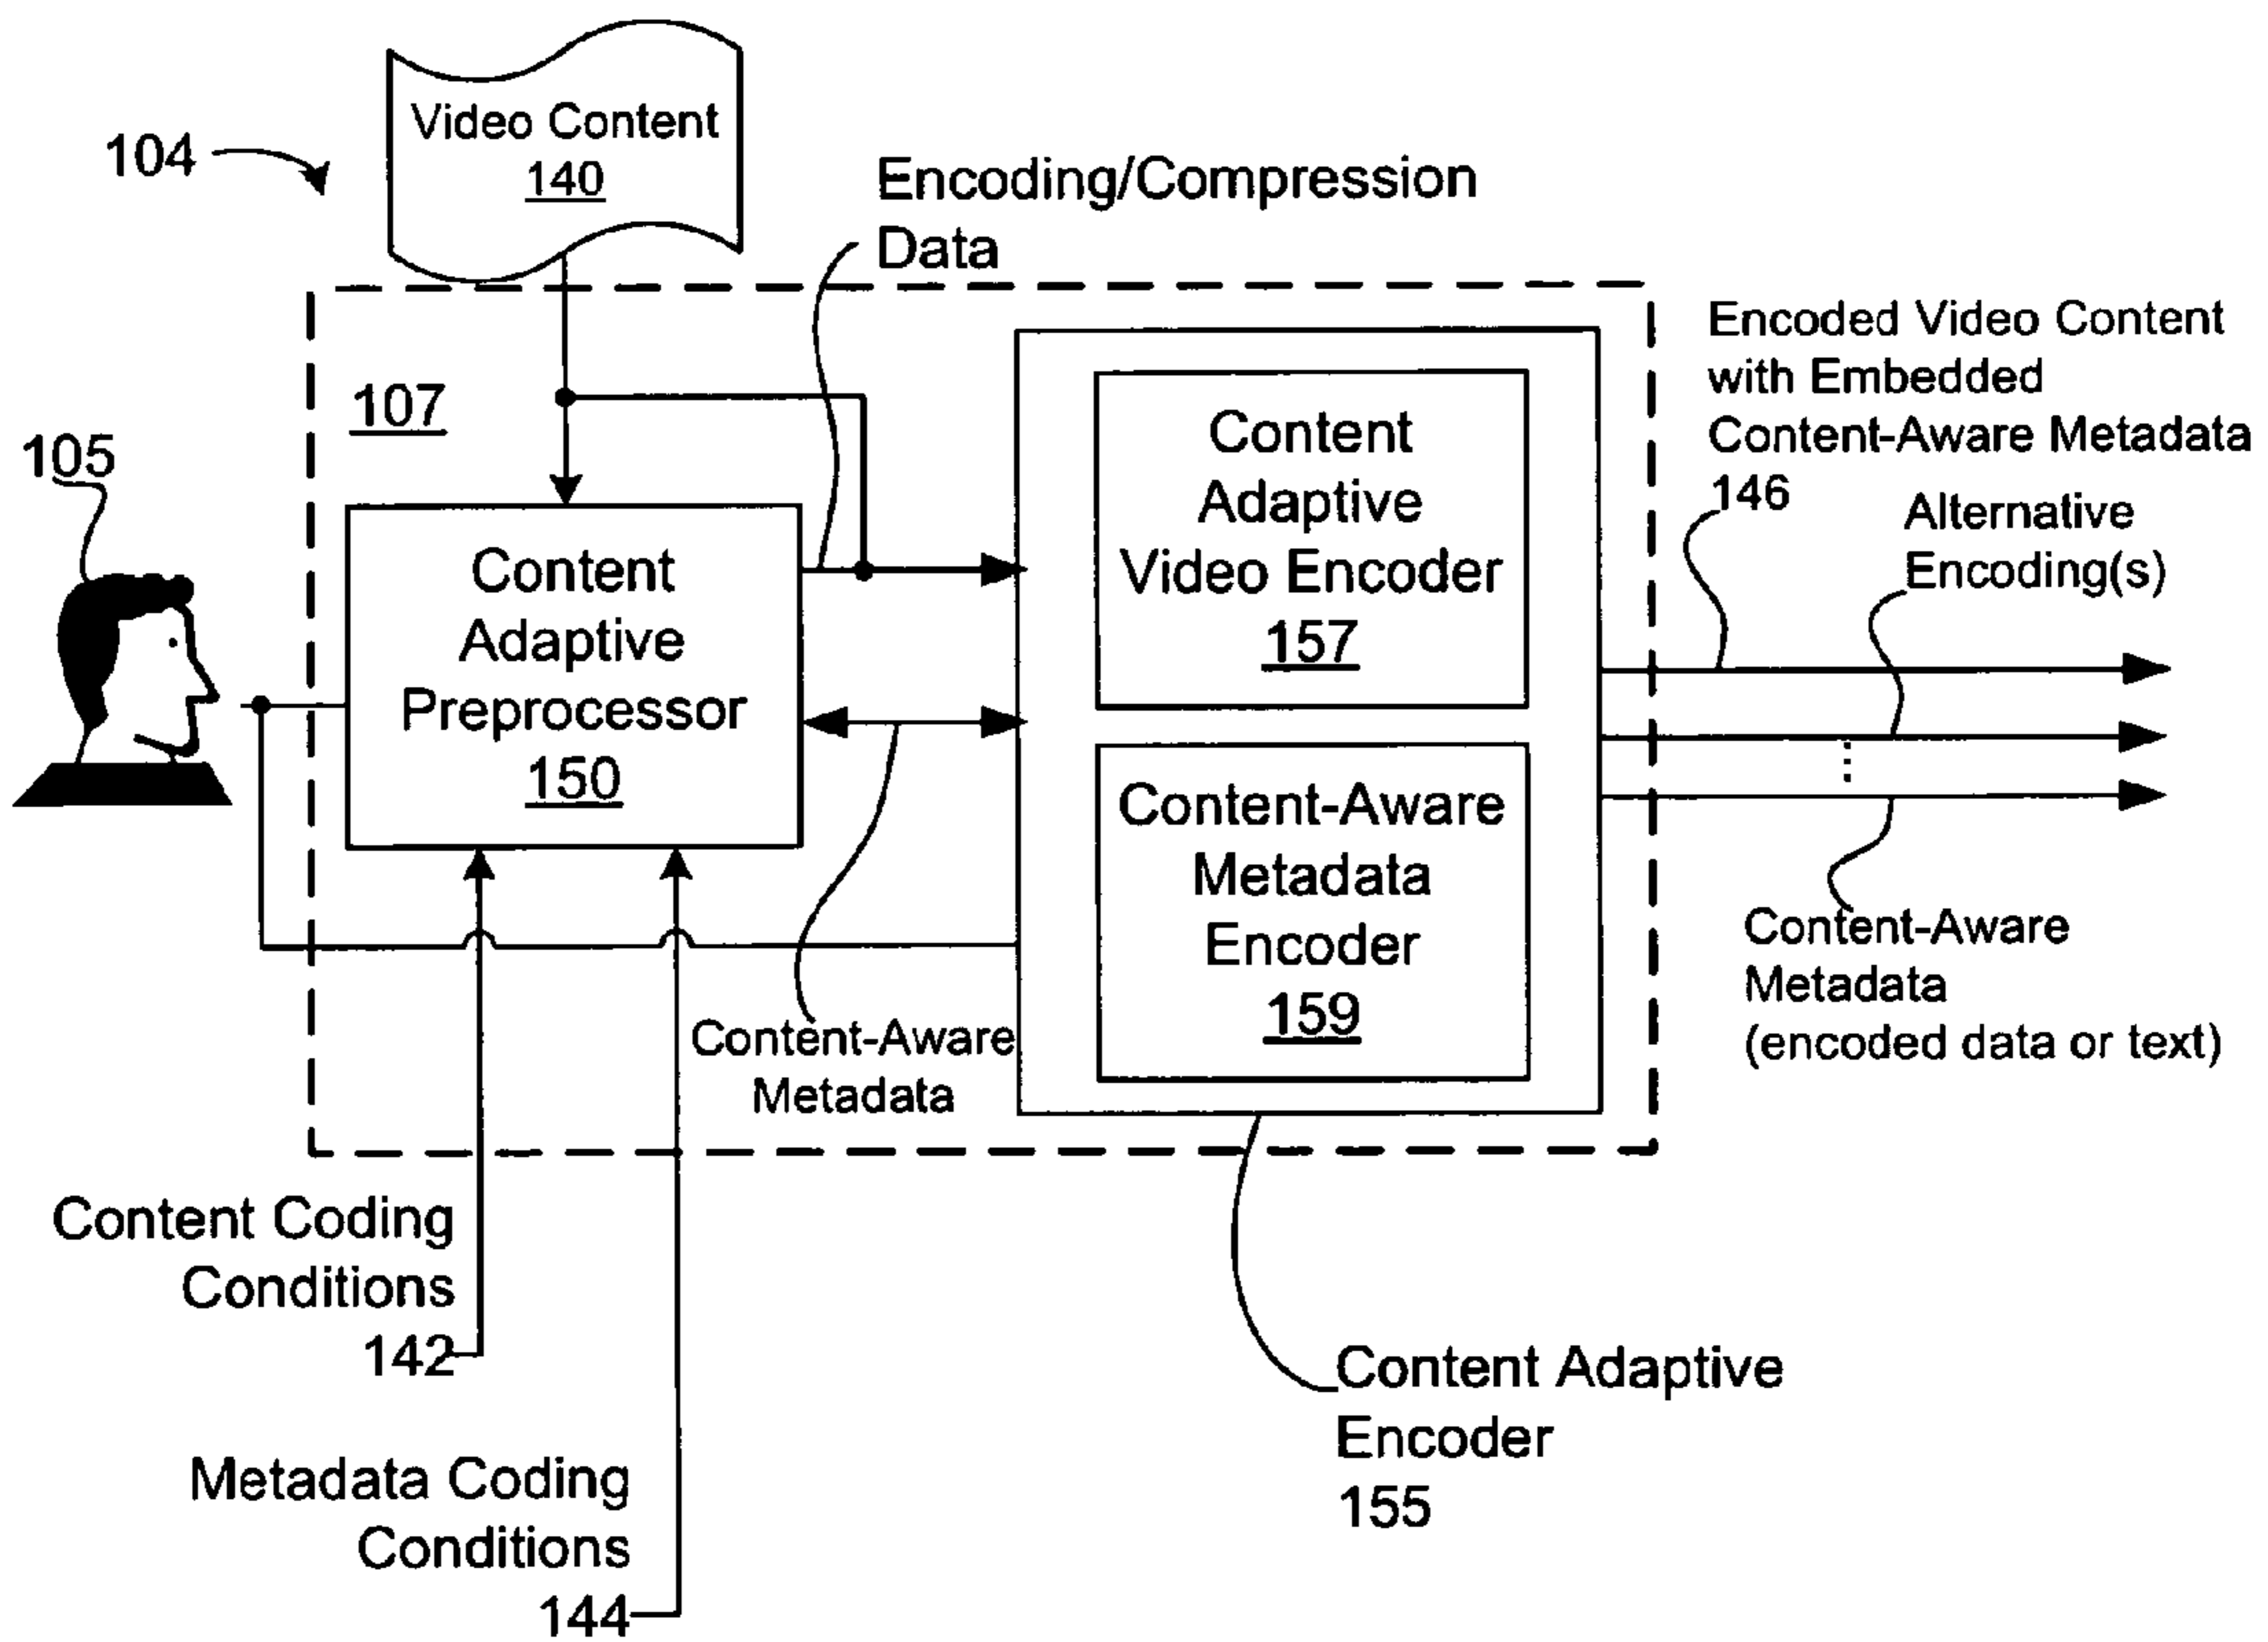 104
Video Content
140
Encoding/Compression
Data
107
105
Content
Adaptive
Preprocessor
150
Content
Adaptive
Video Encoder
157
Content-Aware
Metadata
Encoder
159
Encoded Video Content
with Embedded
Content-Aware Metadata
146
Alternative
Encoding(s)
Content-Aware
Metadata
(encoded data or text)
Content-Aware
Metadata
Content Coding
Conditions
142
Metadata Coding
Conditions
144
Content Adaptive
Encoder
155